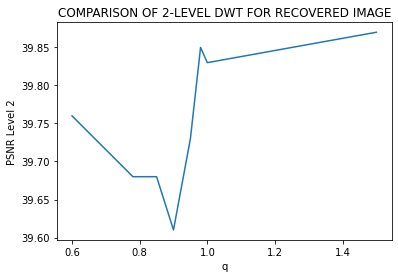 COMPARISON OF 2-LEVEL DWT FOR RECOVERED IMAGE
39.85
39.80
39.75
39.70
39.65
39.60
PSNR Level 2
0.6 0.8 1.0 1.2 1.4
q